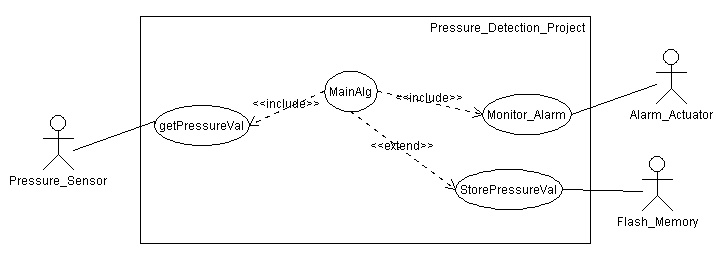 Pressure_Detection_Project
MainAlg
<<include>>
<<include>>
getPressureVal
Monitor_Alarm
Alarm_Actuator
<<extend>>
Pressure_Sensor
StorePressureVal
Flash_Memory